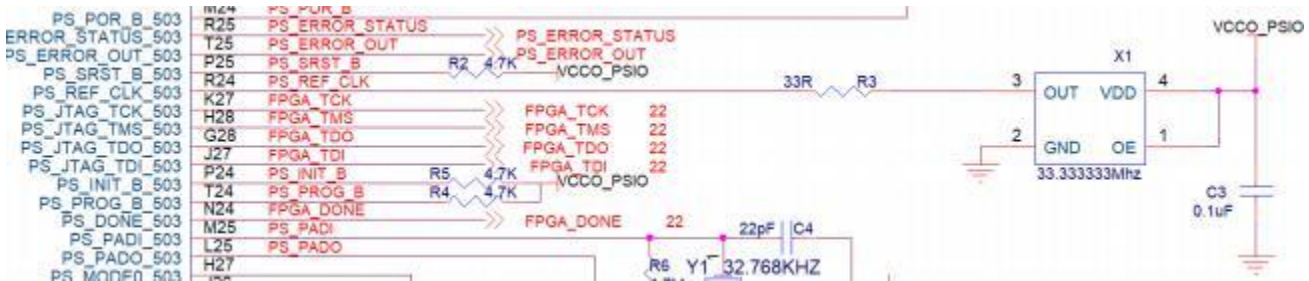 M24 PS_POR_B
PS_POR_B_503 R25 PS_ERROR_STATUS
ERROR_STATUS_503 PS_ERROR_STATUS
T25 PS_ERROR_OUT
PS_ERROR_OUT_503 PS_ERROR_OUT
P25 PS_SRST_B R2 4.7K VCCO_PSIO
PS_SRST_B_503
R24 PS_REF_CLK 33R R3
PS_REF_CLK_503
K27 FPGA_TCK
PS_JTAG_TCK_503 FPGA_TCK 22
H28 FPGA_TMS
PS_JTAG_TMS_503 FPGA_TMS 22
G28 FPGA_TDO
PS_JTAG_TDO_503 FPGA_TDO 22
J27 FPGA_TDI
PS_JTAG_TDI_503 FPGA_TDI 22
P24 PS_INIT_B R5 4.7K VCCO_PSIO
PS_INIT_B_503
T24 PS_PROG_B R4 4.7K
PS_PROG_B_503
N24 FPGA_DONE
PS_DONE_503 FPGA_DONE 22
M25 PS_PADI
PS_PADI_503
L25 PS_PADO
PS_PADO_503
H27
PS_MODE0_503
22pF C4
R6 Y1 32.768KHZ
VCCO_PSIO
X1
3 OUT VDD 4
2 GND OE 1
33.333333Mhz
C3
0.1uF